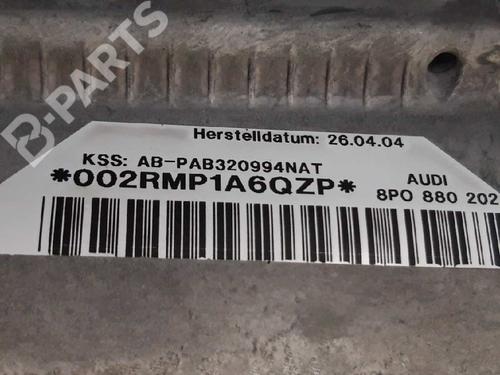 B-PARTS
Herstelldatum: 26.04.04
KSS: AB-PAB320994NAT
*002RMP1A6QZP*
AUDI
8P0 880 202